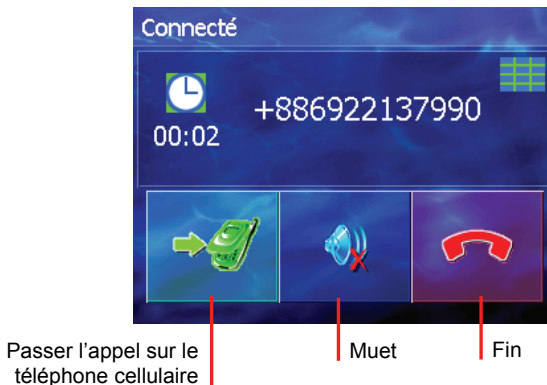 Connecté
+886922137990
00:02
Passer l'appel sur le
téléphone cellulaire
Muet
Fin